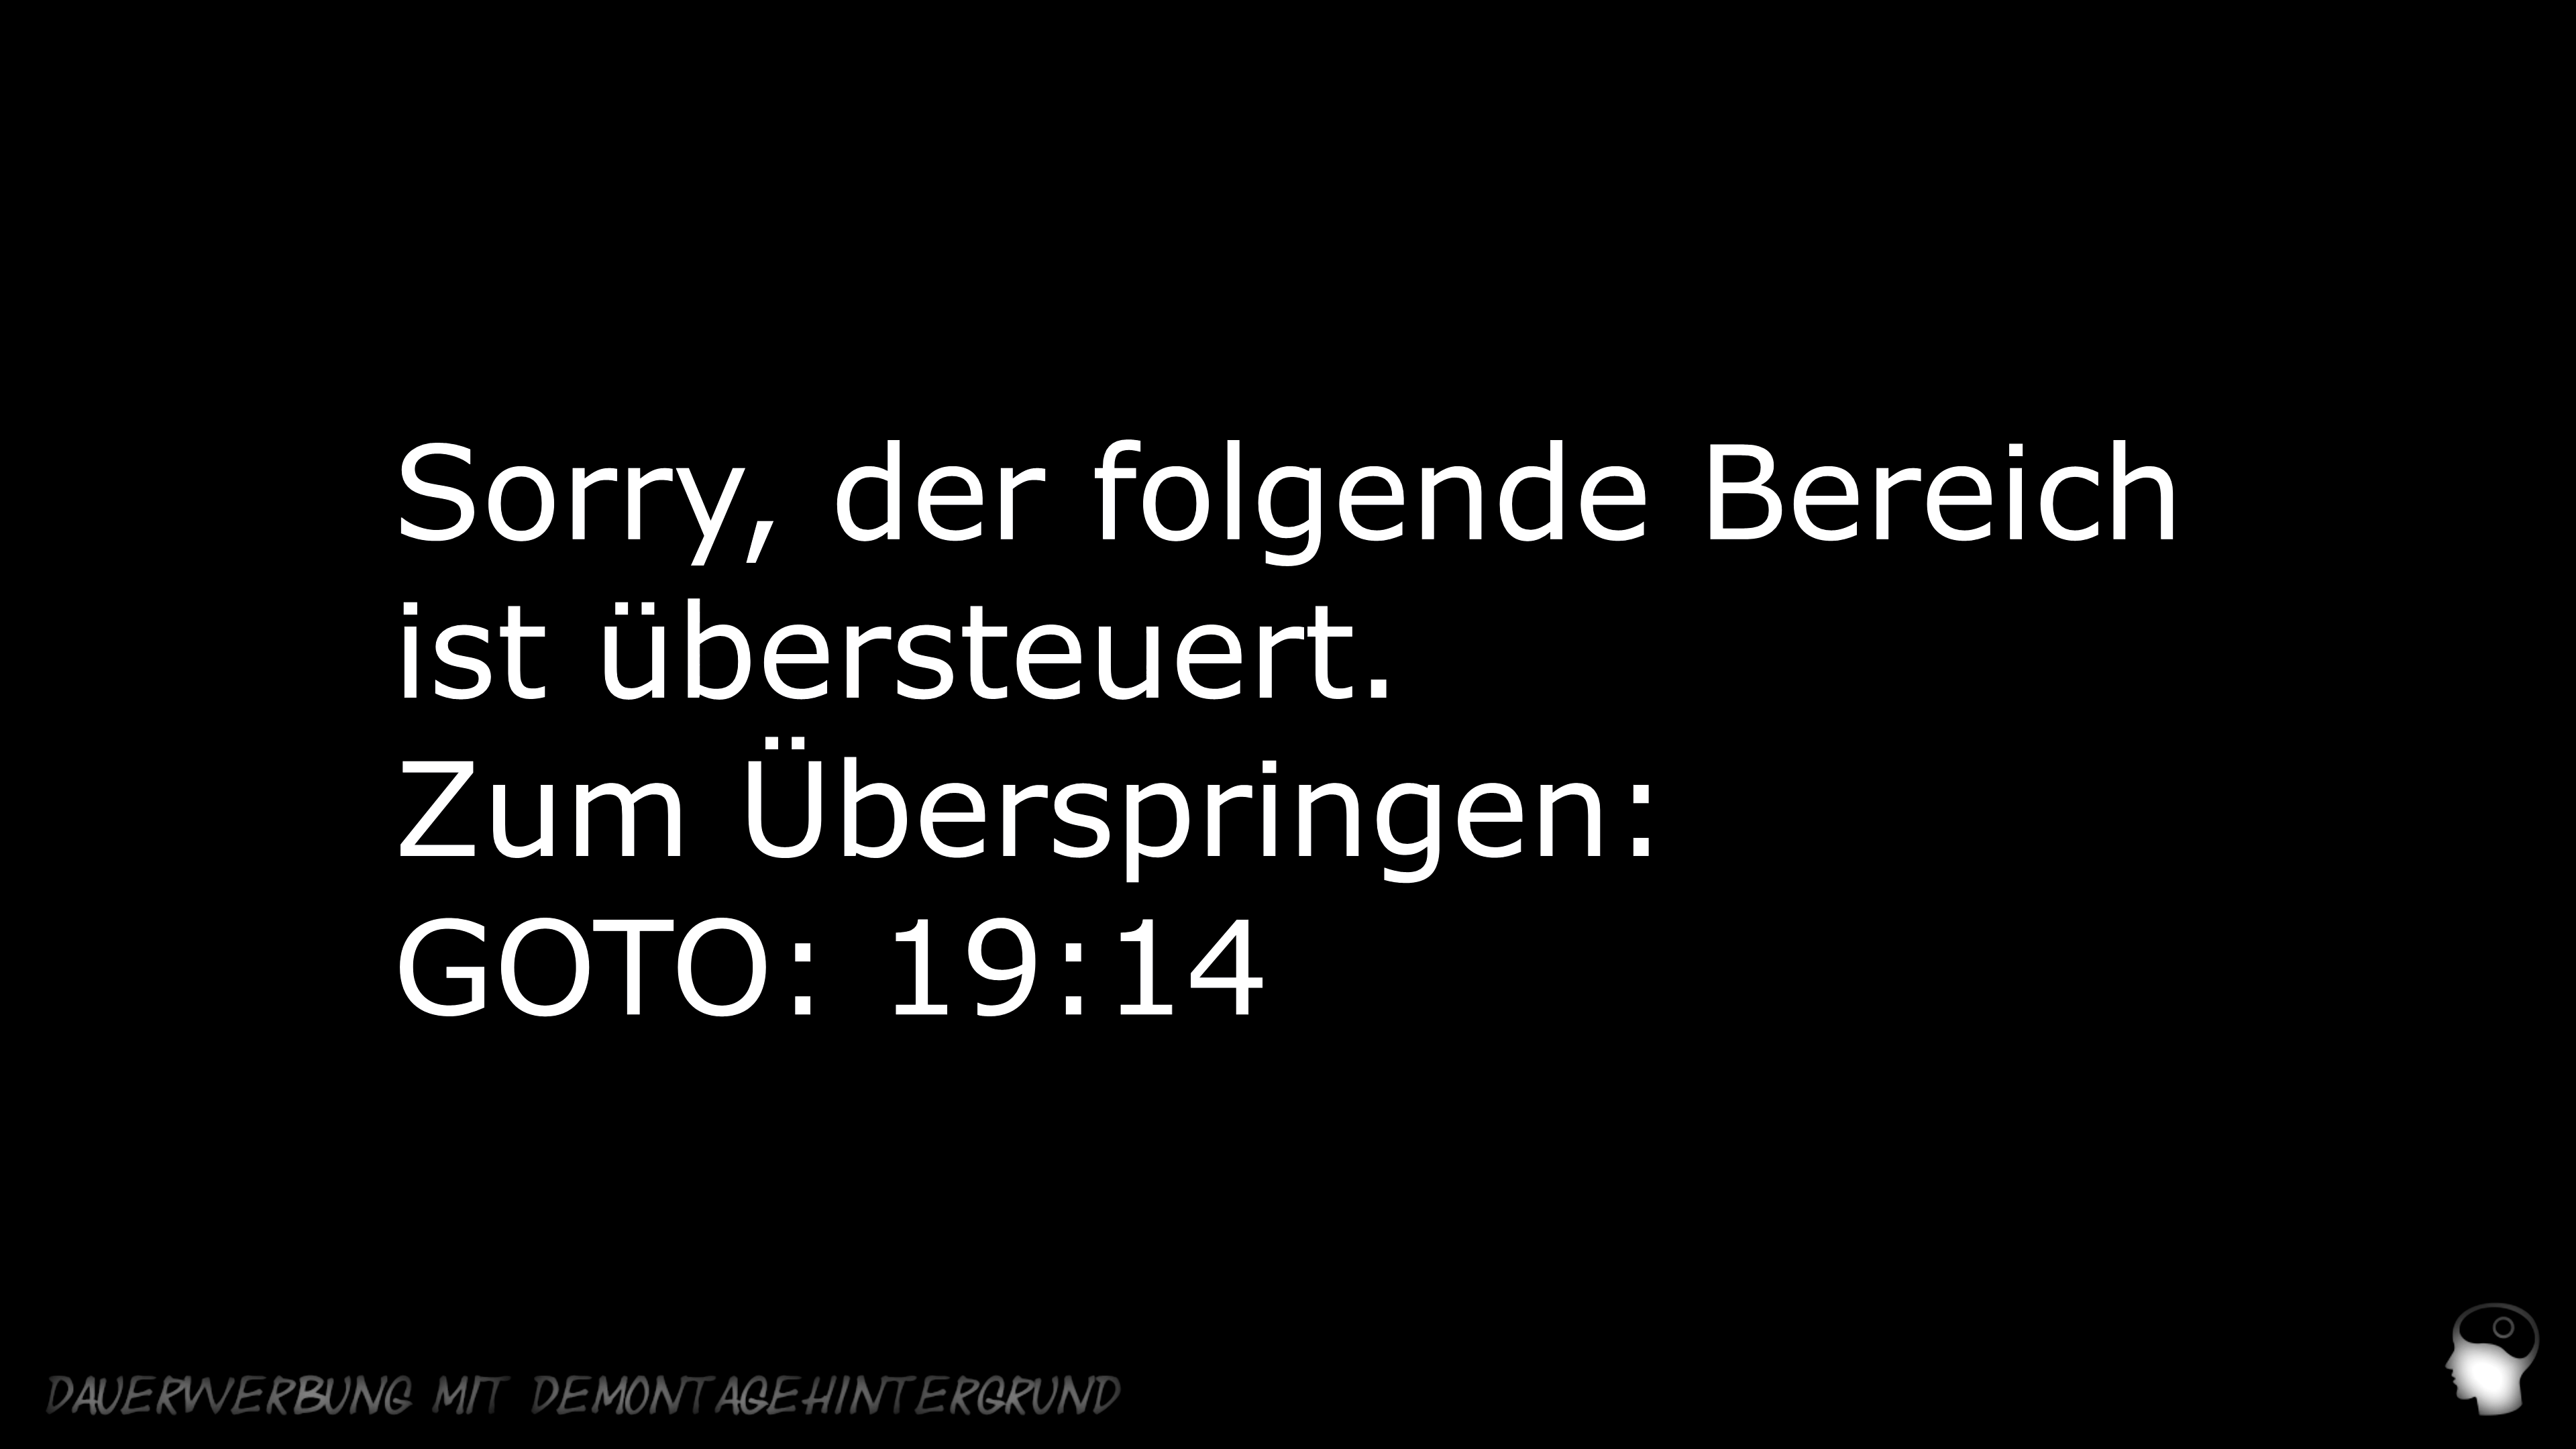 Sorry, der folgende Bereich
ist übersteuert.
Zum Überspringen:
GOTO: 19:14
DAUERWERBUNG MIT DEMONTAGEHINTERGRUND